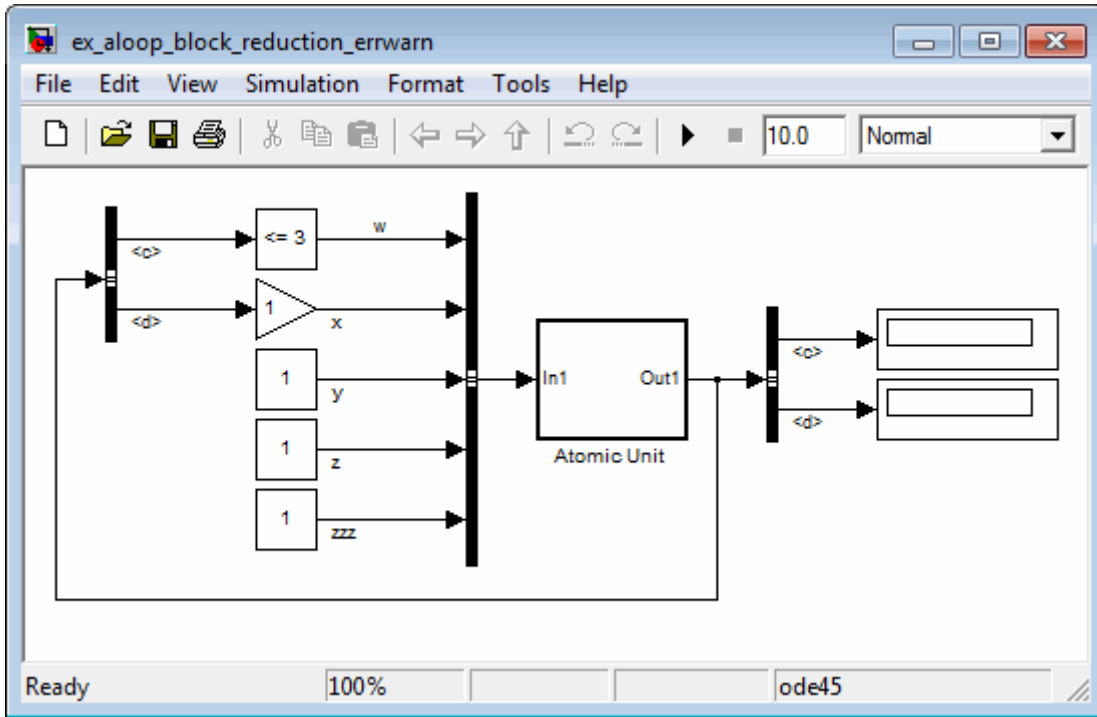 ex_aloop_block_reduction_errwarn
File Edit View Simulation Format Tools Help
10.0 Normal
<c> <= 3 w
<d> 1 x
1 y
1 z
1 zzz
In1 Out1
Atomic Unit
<c>
<d>
Ready 100% ode45